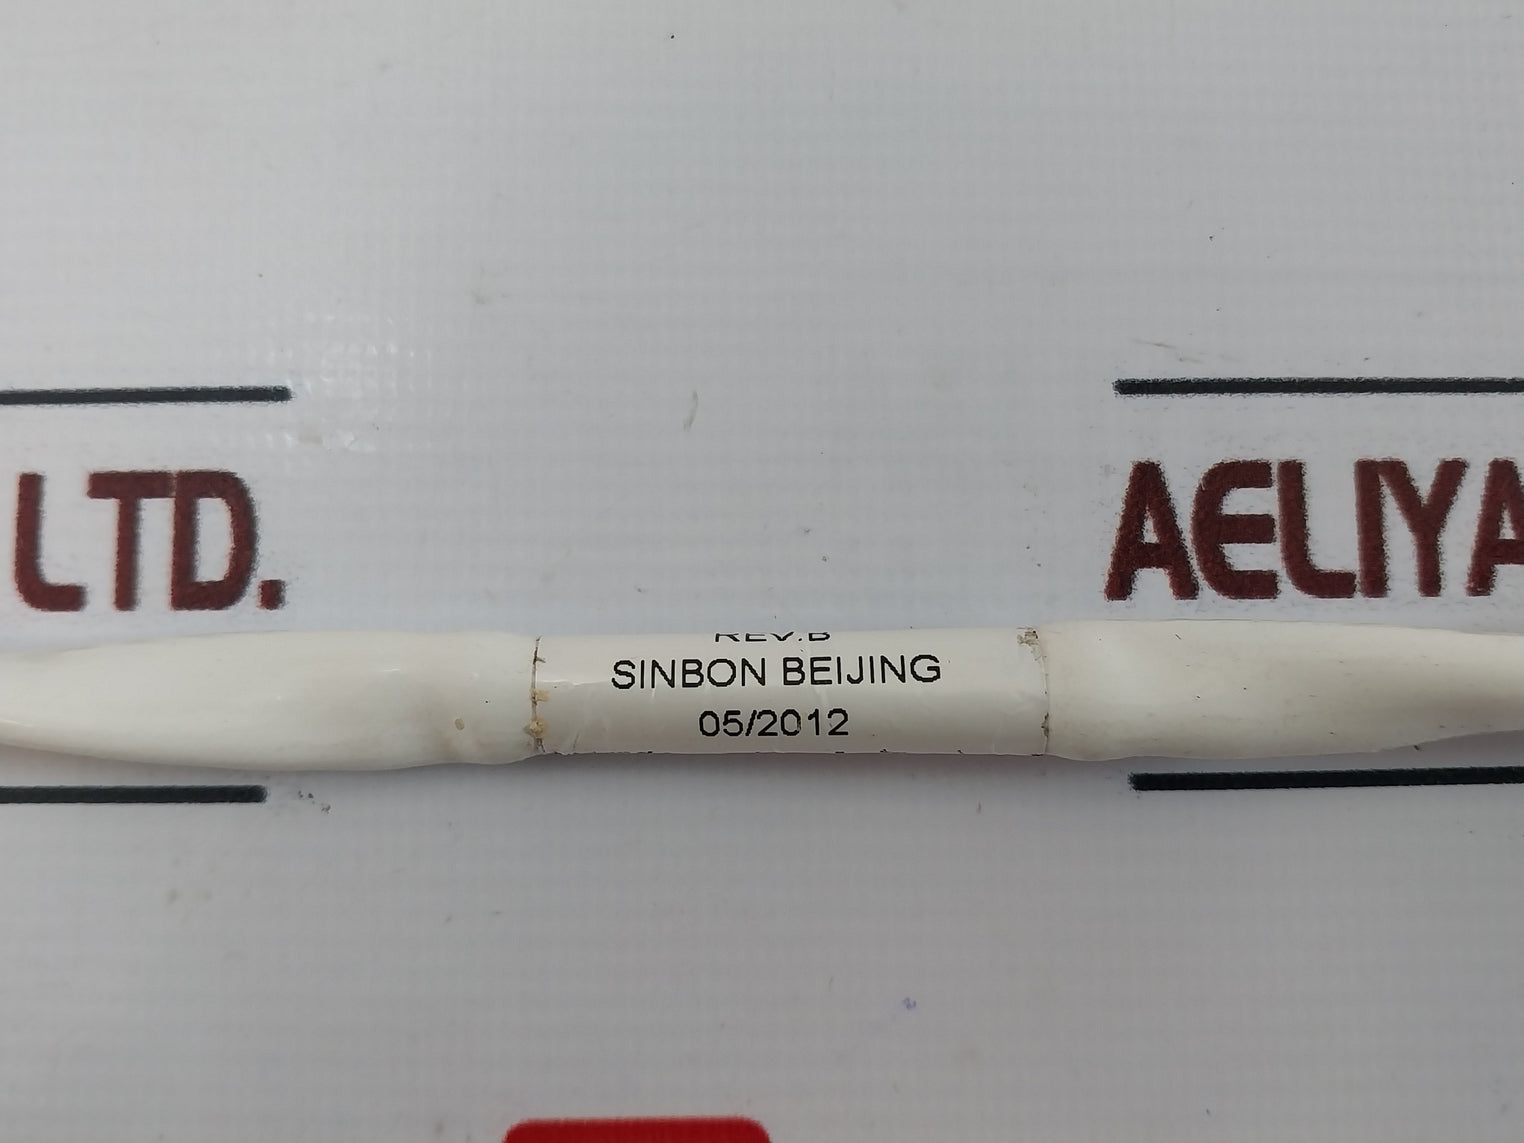 LTD.
AELIYA
REV.B
SINBON BEIJING
05/2012